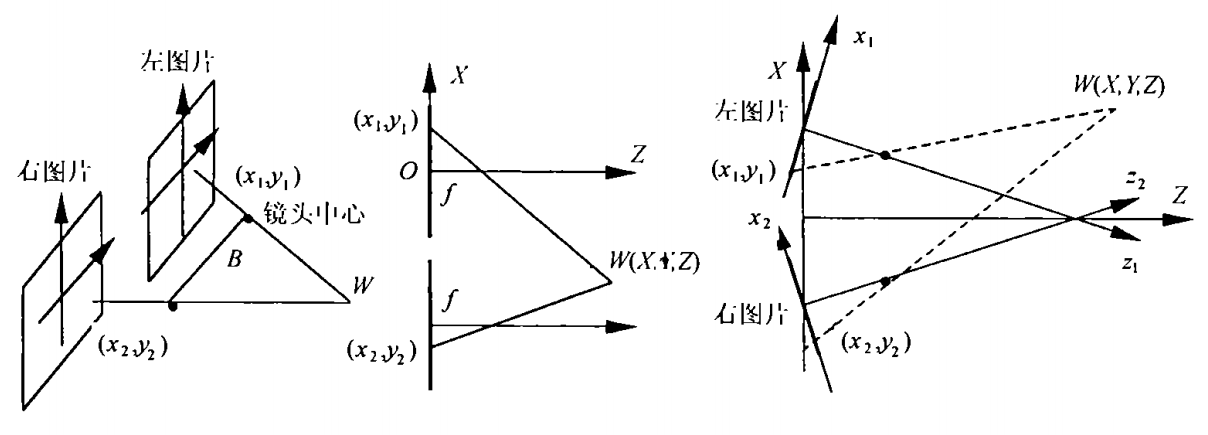 左图片
右图片
(x₁,y₁)
镜头中心
B
W
(x₂,y₂)
X
(x₁,y₁)
O
Z
f
W(X,Y,Z)
f
(x₂,y₂)
x₁
X
W(X,Y,Z)
左图片
(x₁,y₁)
z₂
Z
x₂
z₁
右图片
(x₂,y₂)